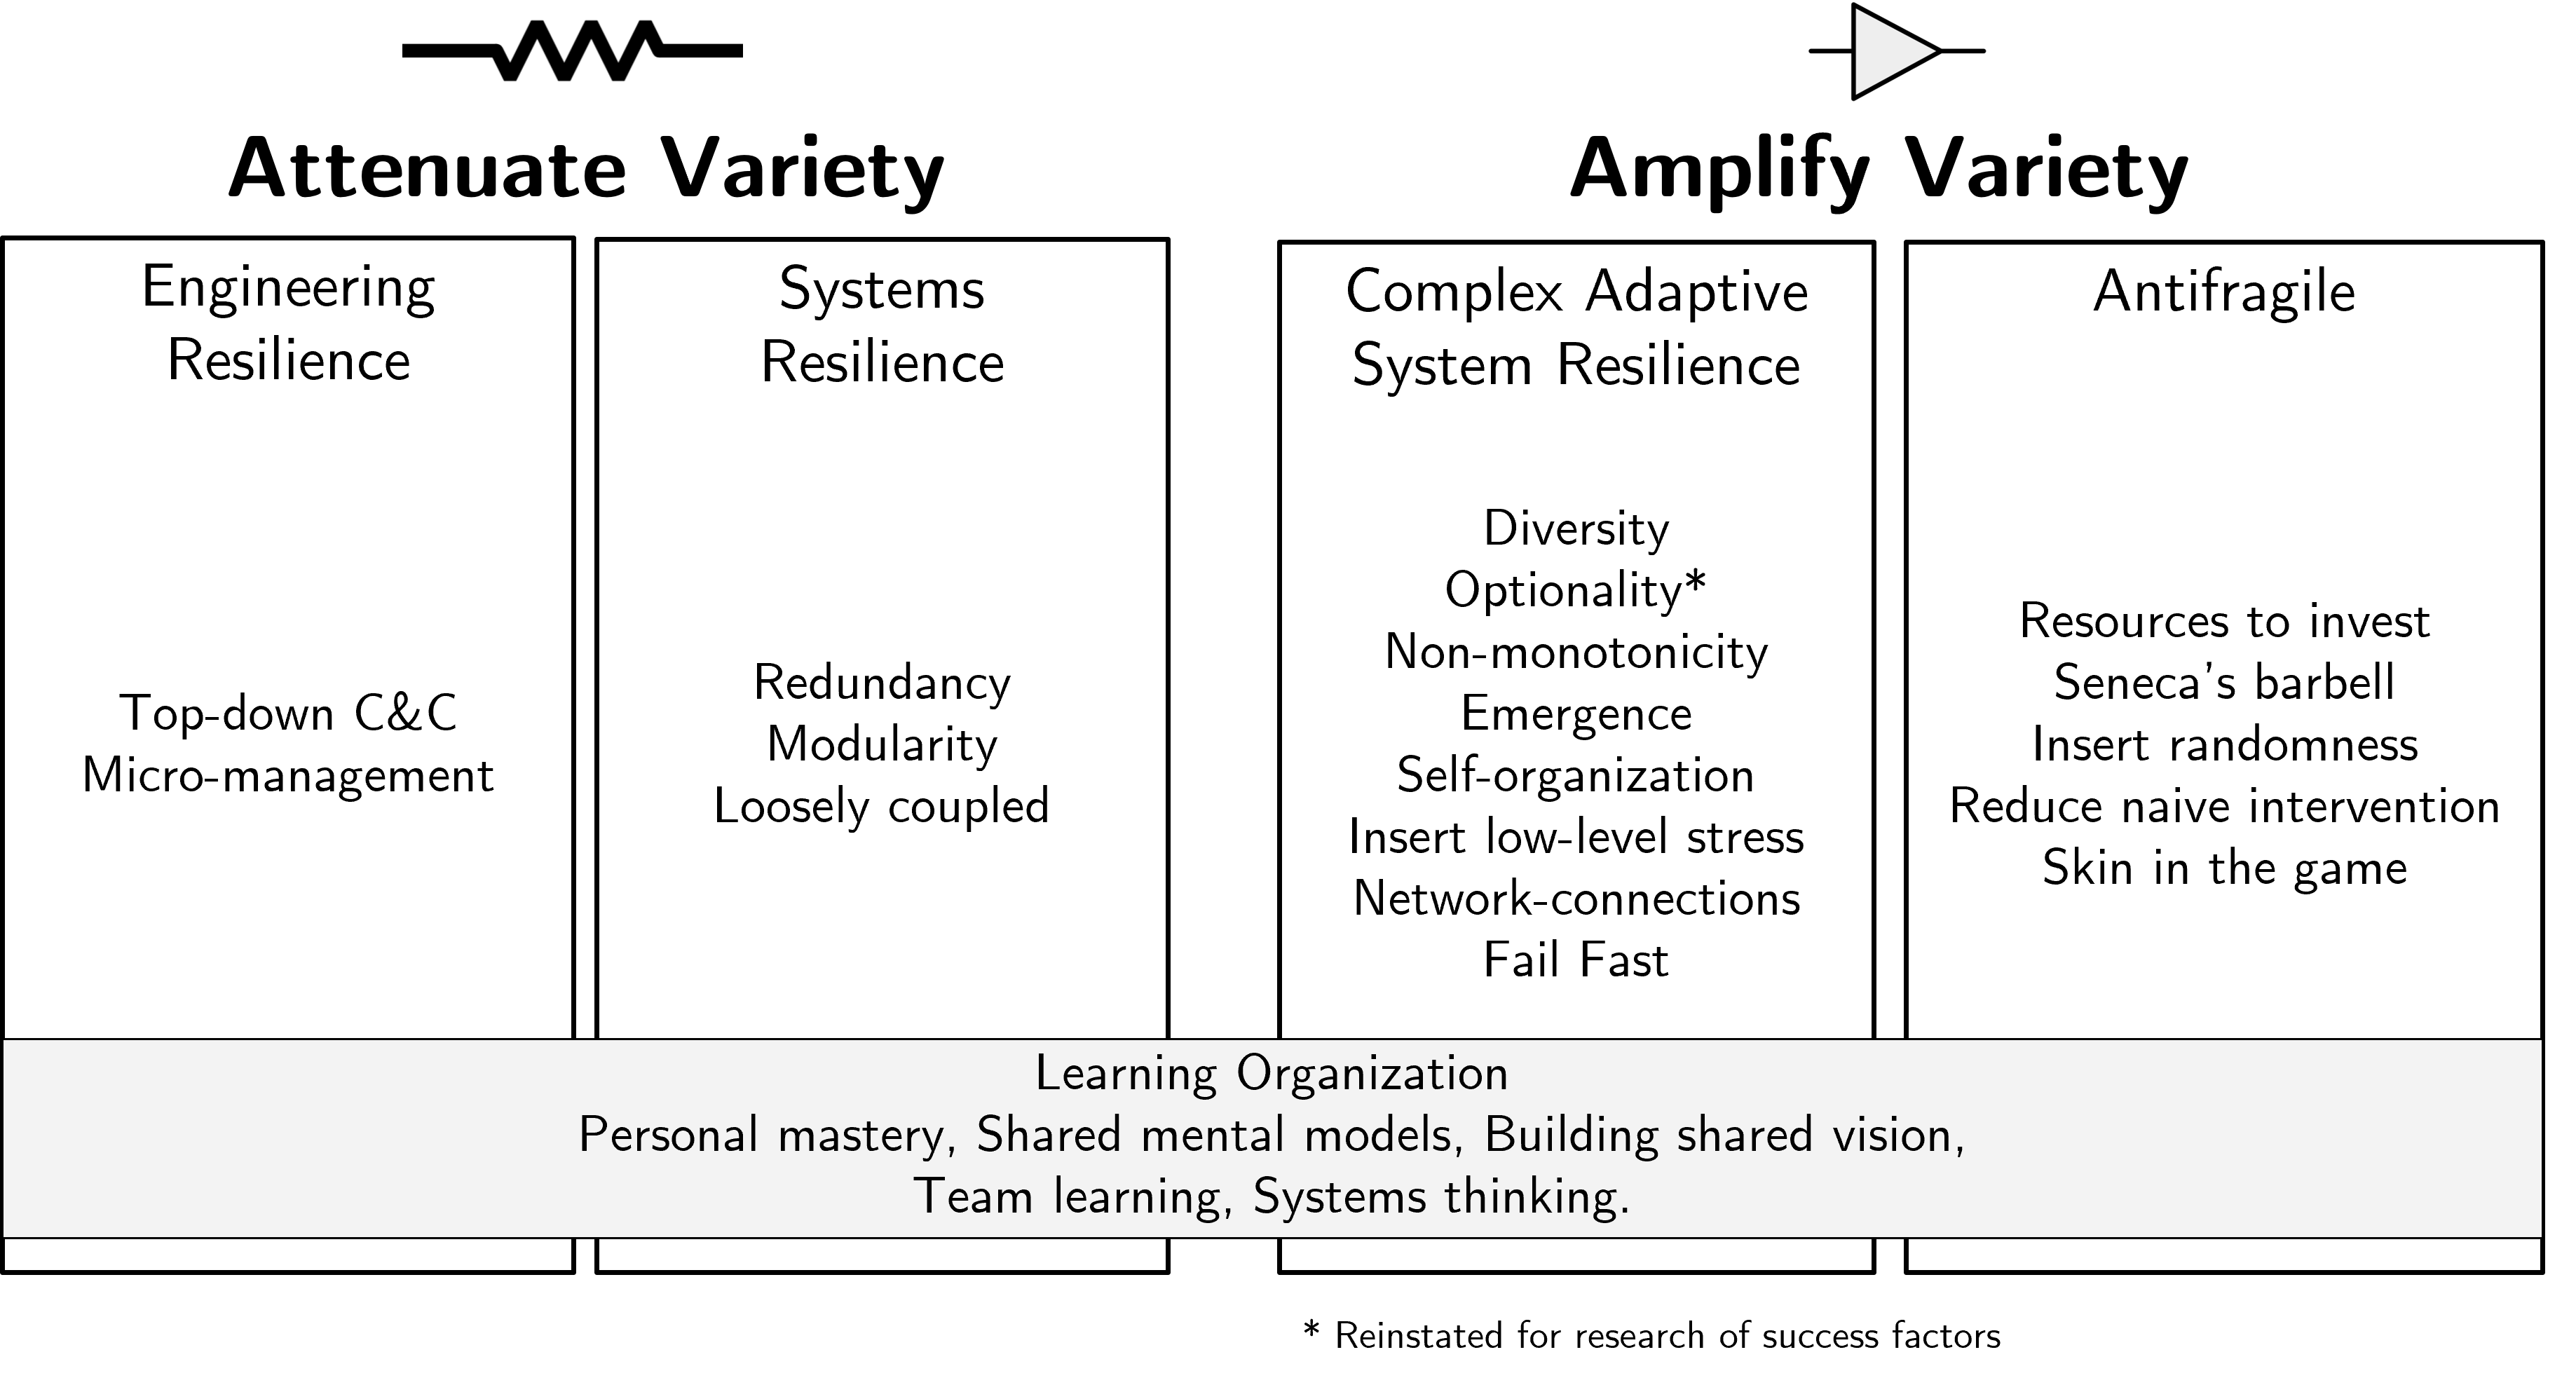 Attenuate Variety
Amplify Variety
Engineering
Resilience
Top-down C&C
Micro-management
Systems
Resilience
Redundancy
Modularity
Loosely coupled
Complex Adaptive
System Resilience
Diversity
Optionality*
Non-monotonicity
Emergence
Self-organization
Insert low-level stress
Network-connections
Fail Fast
Antifragile
Resources to invest
Seneca's barbell
Insert randomness
Reduce naive intervention
Skin in the game
Learning Organization
Personal mastery, Shared mental models, Building shared vision,
Team learning, Systems thinking.
* Reinstated for research of success factors